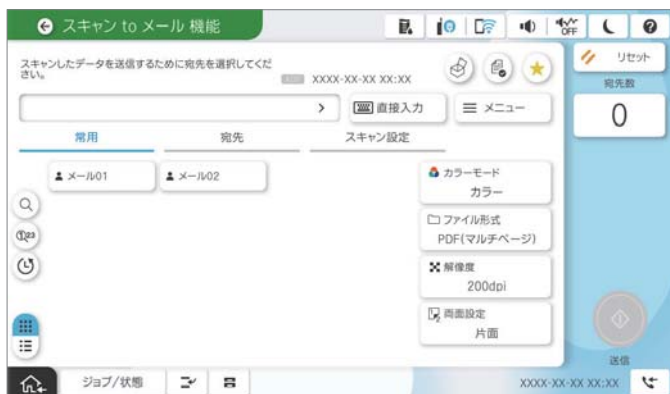 スキャン to メール 機能
OFF
スキャンしたデータを送信するために宛先を選択してくだ
さい。
XXXX-XX-XX XX:XX
リセット
宛先数
0
直接入力
メニュー
常用
宛先
スキャン設定
メール01
メール02
カラーモード
カラー
ファイル形式
PDF(マルチページ)
解像度
200dpi
両面設定
片面
送信
ジョブ/状態
XXXX-XX-XX XX:XX